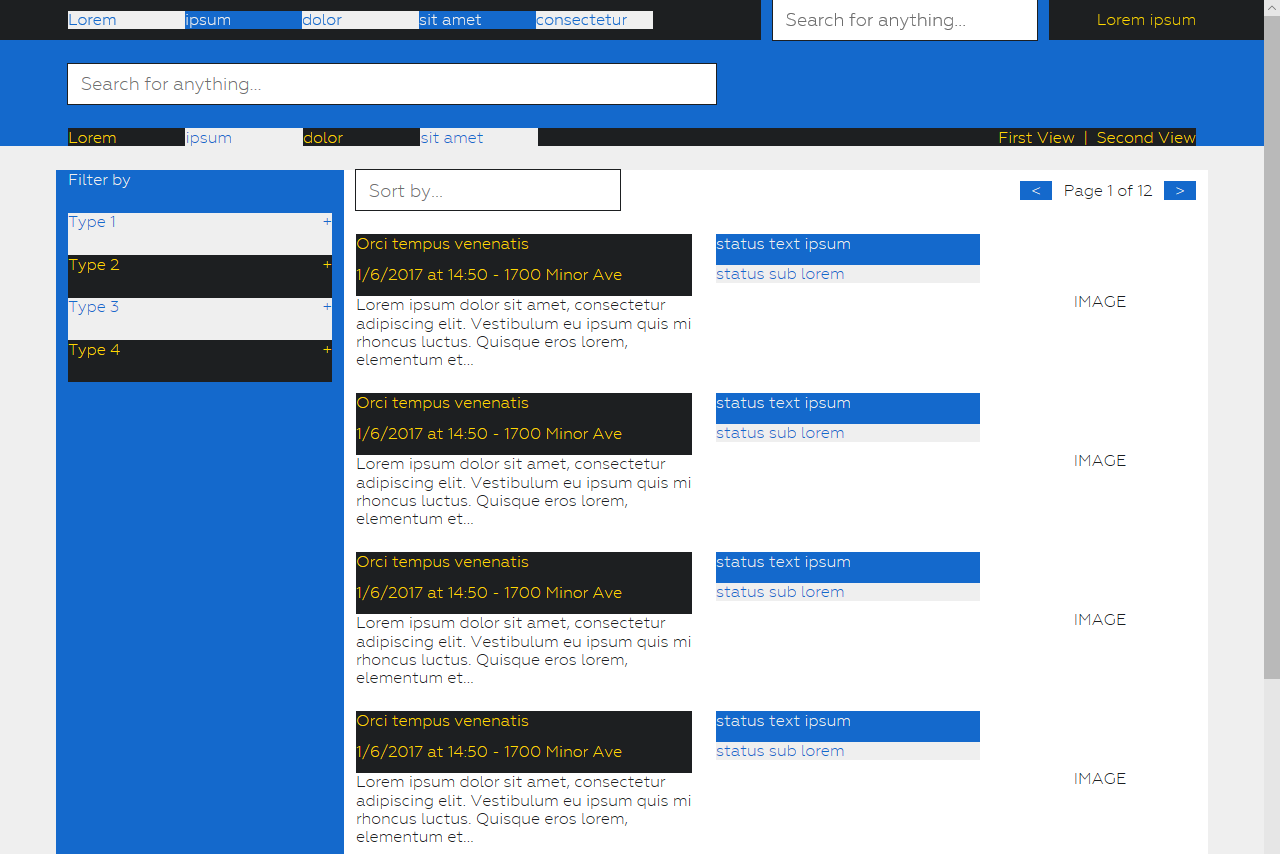 Lorem ipsum dolor sit amet consectetur Search for anything... Lorem ipsum
Search for anything...
Lorem ipsum dolor sit amet First View | Second View
Filter by
Type 1 +
Type 2 +
Type 3 +
Type 4 +
Sort by... < Page 1 of 12 >
Orci tempus venenatis
1/6/2017 at 14:50 - 1700 Minor Ave
Lorem ipsum dolor sit amet, consectetur
adipiscing elit. Vestibulum eu ipsum quis mi
rhoncus luctus. Quisque eros lorem,
elementum et...
status text ipsum
status sub lorem
IMAGE
Orci tempus venenatis
1/6/2017 at 14:50 - 1700 Minor Ave
Lorem ipsum dolor sit amet, consectetur
adipiscing elit. Vestibulum eu ipsum quis mi
rhoncus luctus. Quisque eros lorem,
elementum et...
status text ipsum
status sub lorem
IMAGE
Orci tempus venenatis
1/6/2017 at 14:50 - 1700 Minor Ave
Lorem ipsum dolor sit amet, consectetur
adipiscing elit. Vestibulum eu ipsum quis mi
rhoncus luctus. Quisque eros lorem,
elementum et...
status text ipsum
status sub lorem
IMAGE
Orci tempus venenatis
1/6/2017 at 14:50 - 1700 Minor Ave
Lorem ipsum dolor sit amet, consectetur
adipiscing elit. Vestibulum eu ipsum quis mi
rhoncus luctus. Quisque eros lorem,
elementum et...
status text ipsum
status sub lorem
IMAGE